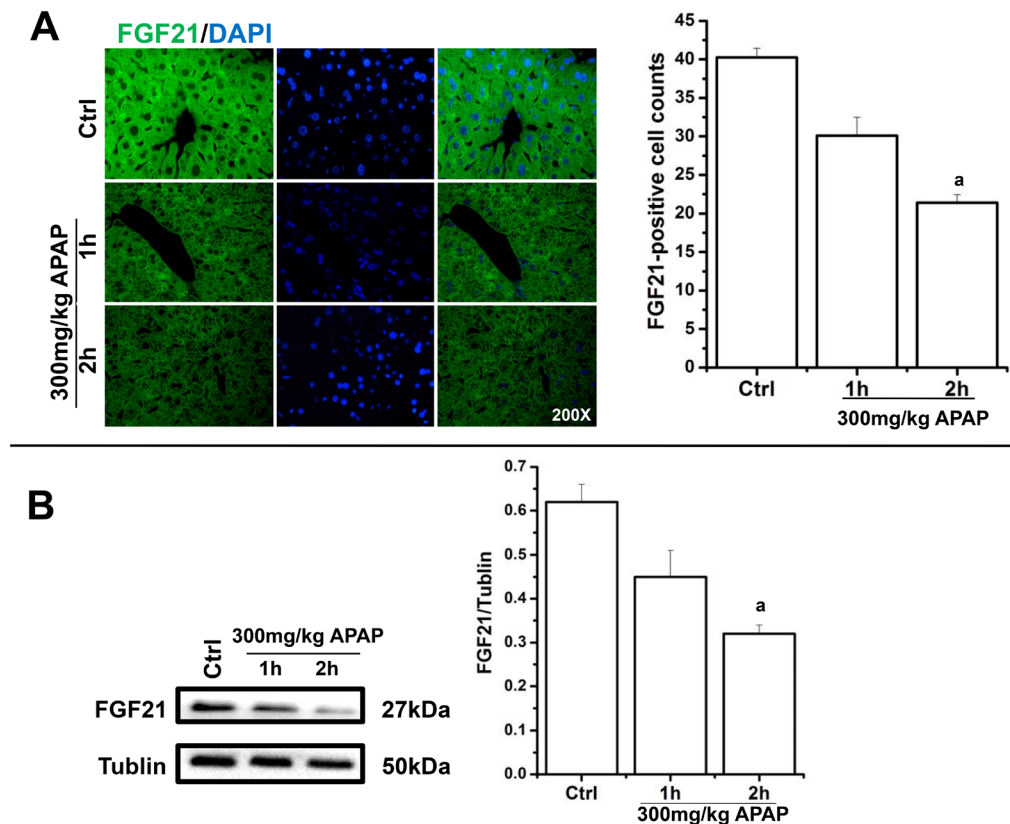 A
FGF21/DAPI
Ctrl
300mg/kg APAP
1h
2h
200X
FGF21-positive cell counts
45
40
35
30
25
20
15
10
5
0
a
Ctrl
1h
2h
300mg/kg APAP
B
Ctrl
300mg/kg APAP
1h
2h
FGF21
27kDa
Tublin
50kDa
FGF21/Tublin
0.7
0.6
0.5
0.4
0.3
0.2
0.1
0.0
a
Ctrl
1h
2h
300mg/kg APAP